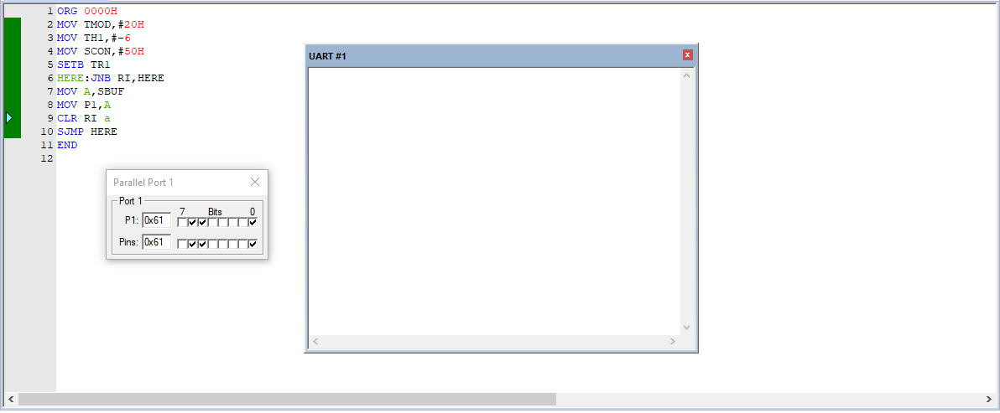 1 ORG 0000H
2 MOV TMOD,#20H
3 MOV TH1,#-6
4 MOV SCON,#50H
5 SETB TR1
6 HERE:JNB RI,HERE
7 MOV A,SBUF
8 MOV P1,A
9 CLR RI a
10 SJMP HERE
11 END
12
UART #1
Parallel Port 1
Port 1
7 Bits 0
P1: 0x61
Pins: 0x61